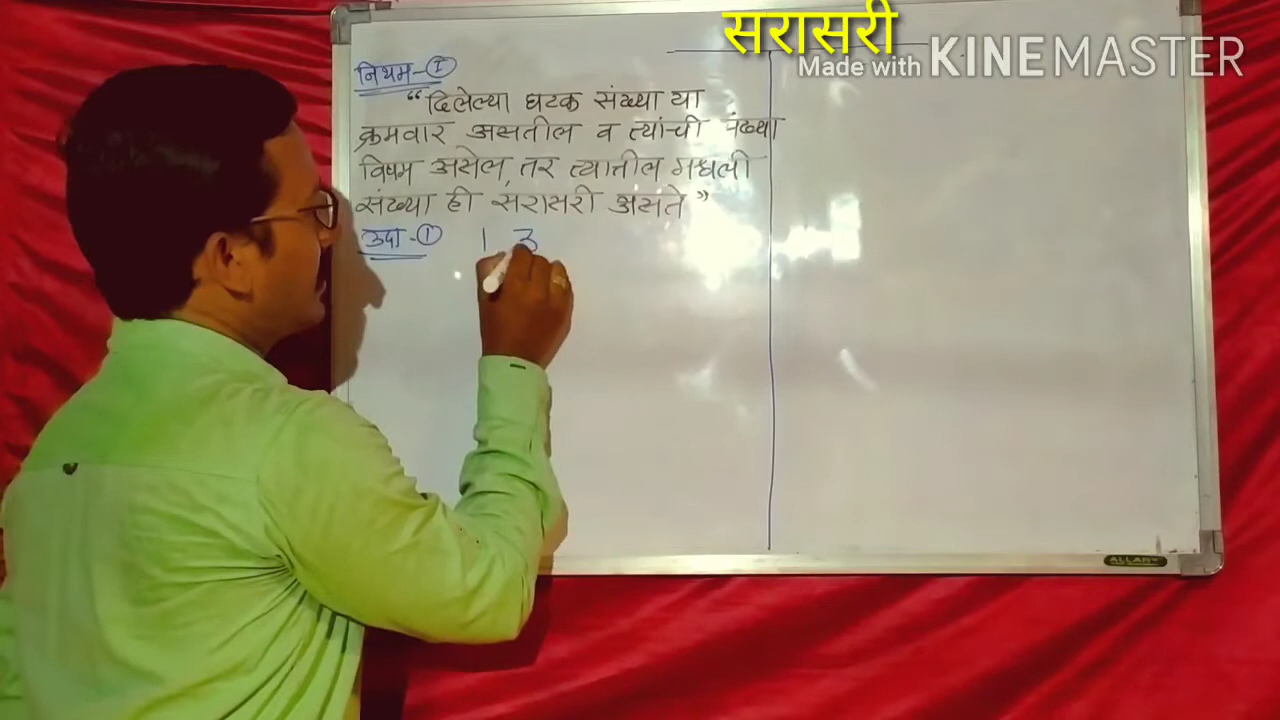 सरासरी
Made with KINEMASTER
नियम-I
“दिलेल्या घटक संख्या या
क्रमवार असतील व त्यांची संख्या
विषम असेल, तर त्यातील मधली
संख्या ही सरासरी असते”
उदा-1 1 3
ALLARY